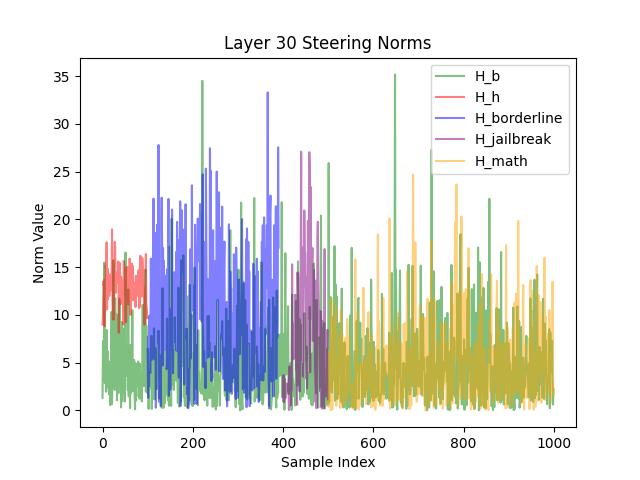 Layer 30 Steering Norms
H_b
H_h
H_borderline
H_jailbreak
H_math
Norm Value
35
30
25
20
15
10
5
0
0
200
400
600
800
1000
Sample Index